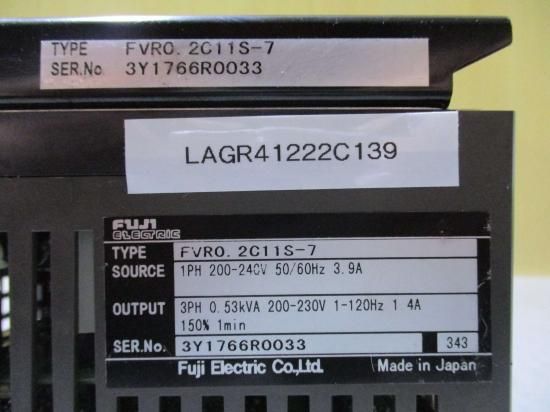 TYPE FVR0.2C11S-7
SER.No 3Y1766R0033
LAGR41222C139
FUJI
ELECTRIC
TYPE FVR0.2C11S-7
SOURCE 1PH 200-240V 50/60Hz 3.9A
OUTPUT 3PH 0.53kVA 200-230V 1-120Hz 1.4A
150% 1min
SER.No. 3Y1766R0033 343
Fuji Electric Co.,Ltd. Made in Japan